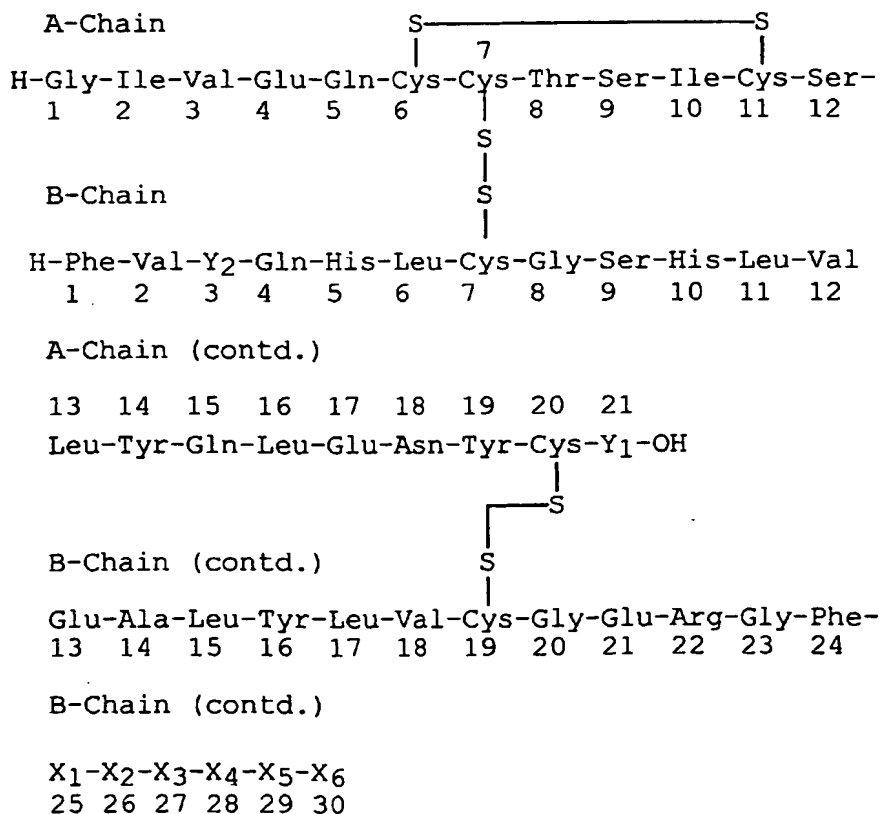 A-Chain
S S
7
H-Gly-Ile-Val-Glu-Gln-Cys-Cys-Thr-Ser-Ile-Cys-Ser-
1 2 3 4 5 6 8 9 10 11 12
S
S
B-Chain
H-Phe-Val-Y2-Gln-His-Leu-Cys-Gly-Ser-His-Leu-Val
1 2 3 4 5 6 7 8 9 10 11 12
A-Chain (contd.)
13 14 15 16 17 18 19 20 21
Leu-Tyr-Gln-Leu-Glu-Asn-Tyr-Cys-Y1-OH
S
S
B-Chain (contd.)
Glu-Ala-Leu-Tyr-Leu-Val-Cys-Gly-Glu-Arg-Gly-Phe-
13 14 15 16 17 18 19 20 21 22 23 24
B-Chain (contd.)
X1-X2-X3-X4-X5-X6
25 26 27 28 29 30